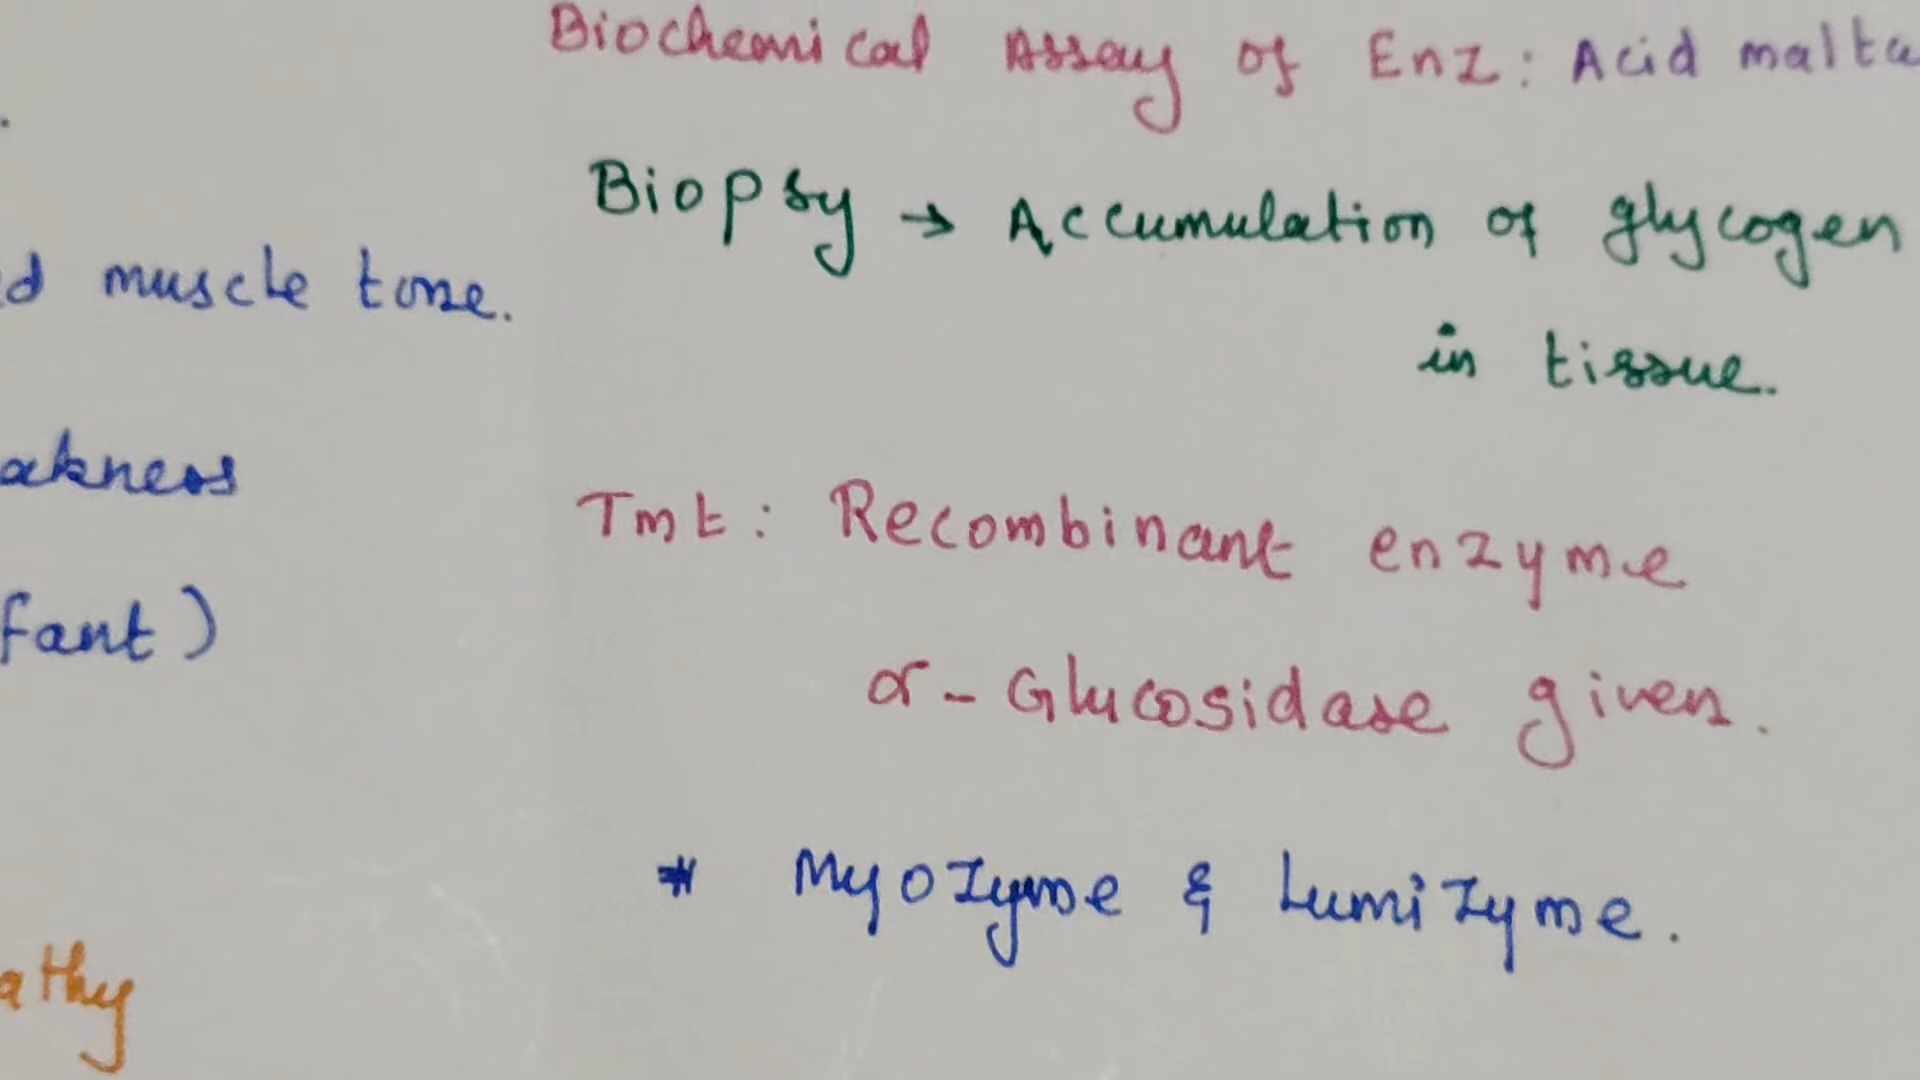 Biochemical Assay of Enz: Acid malta
Biopsy → Accumulation of glycogen
in tissue.
d muscle tone.
akness
Tmt: Recombinant enzyme
fant)
α-Glucosidase given.
* Myozyme & Lumizyme.
athy